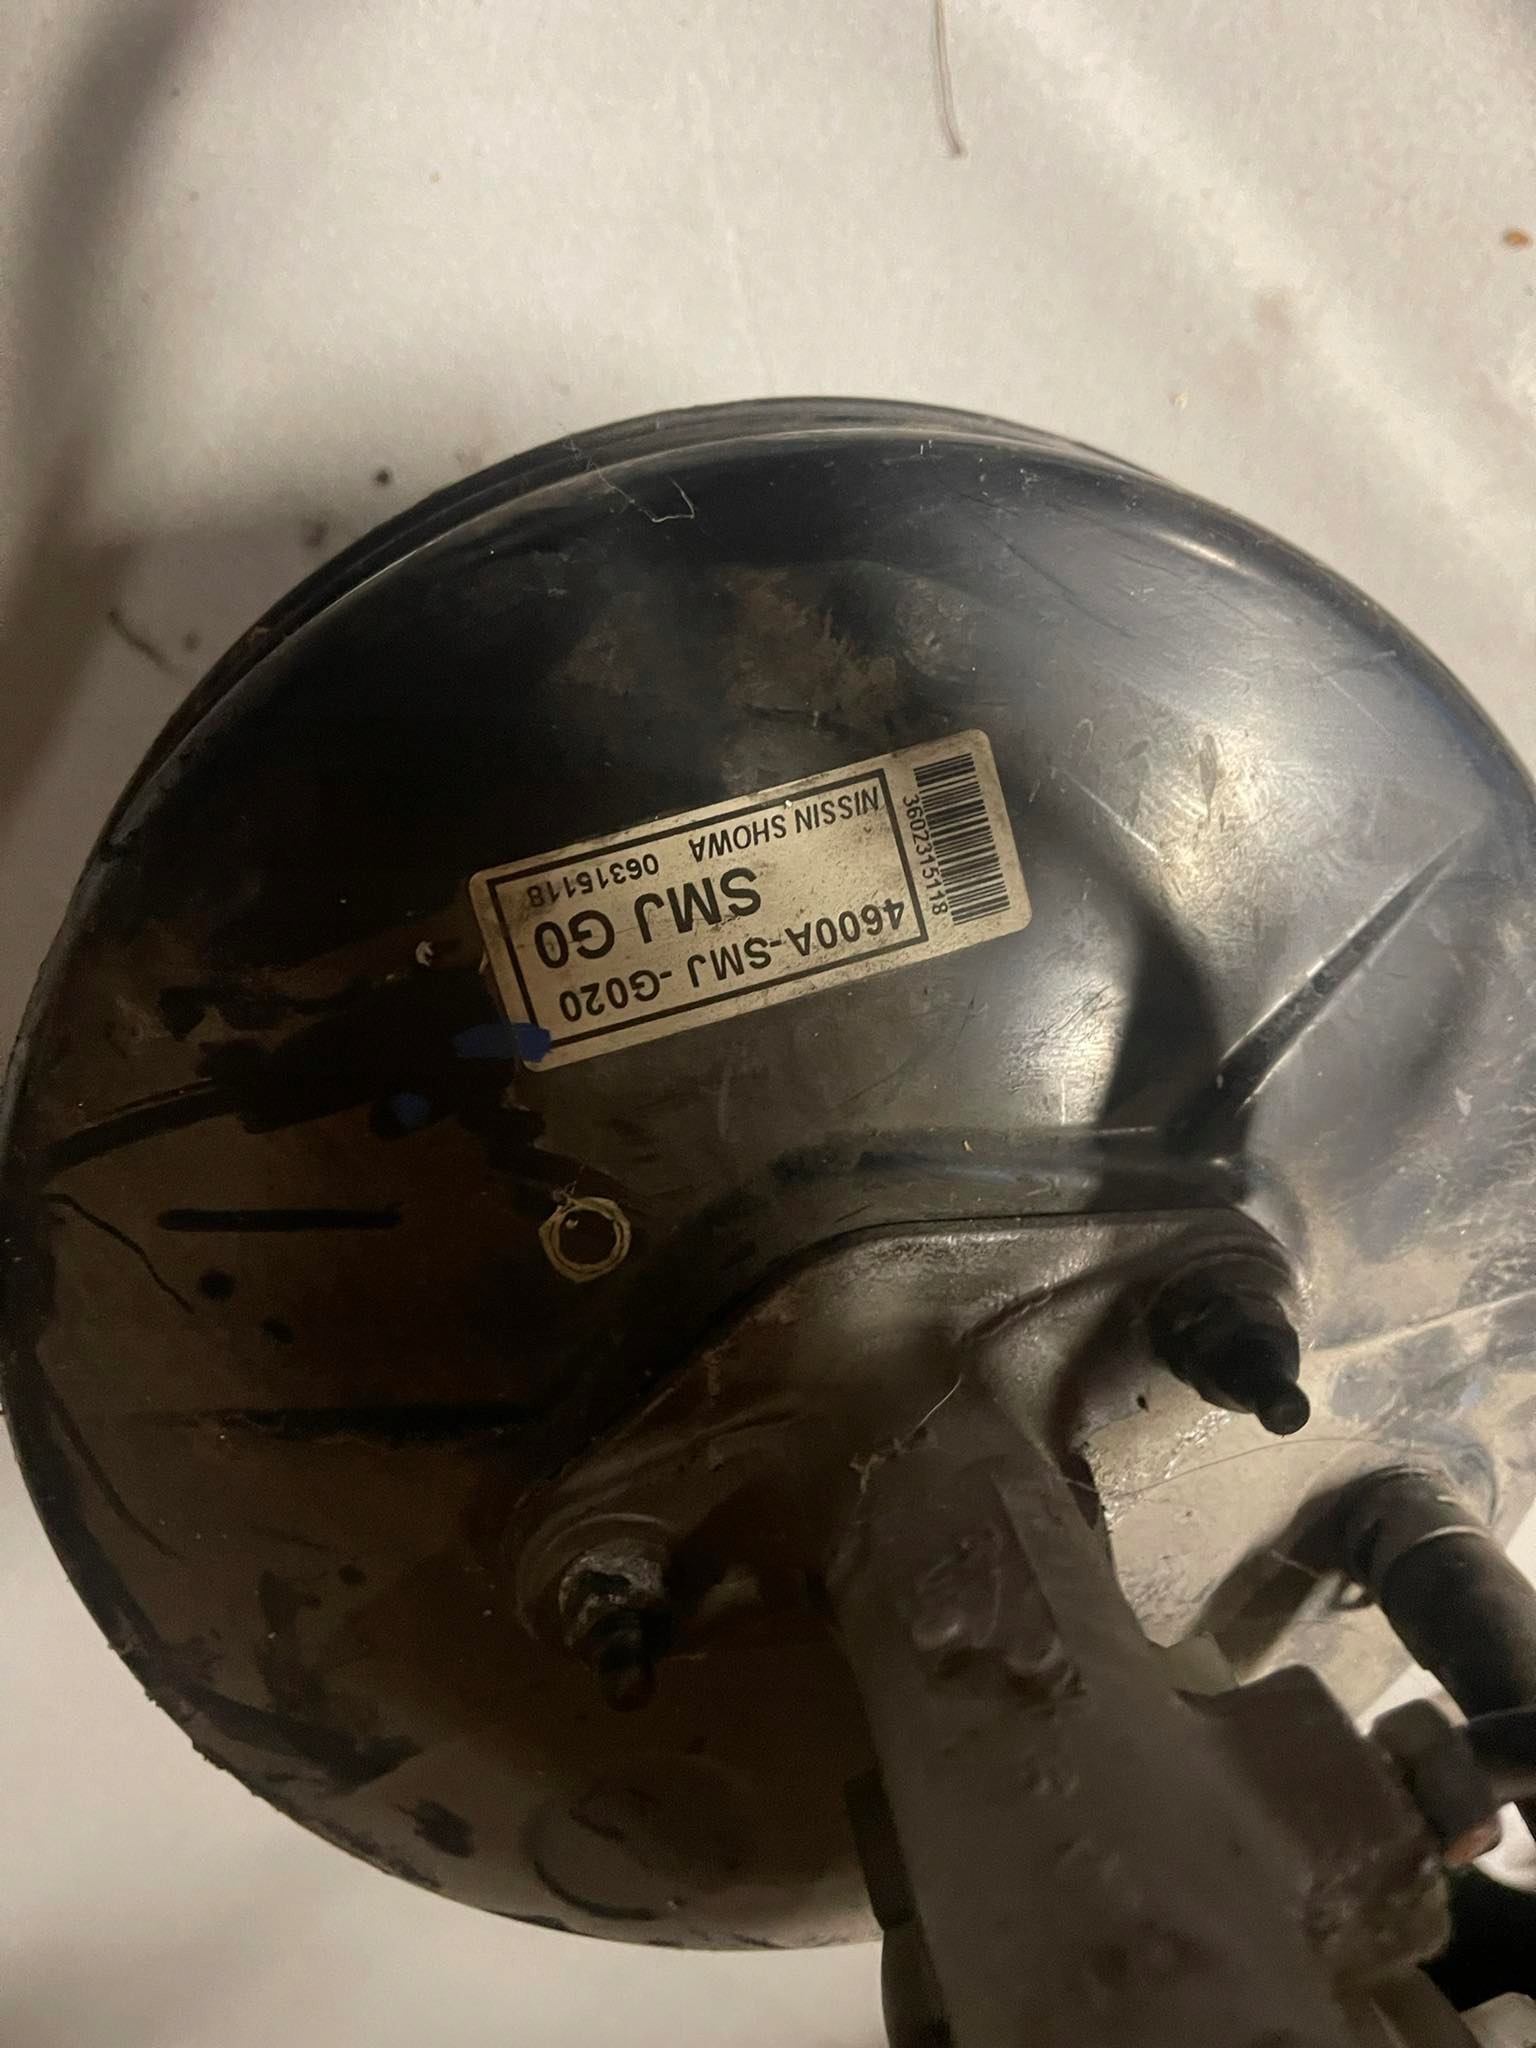 4600A-SMJ -G020
SMJ G0
NISSIN SHOWA 06315118
3602315118